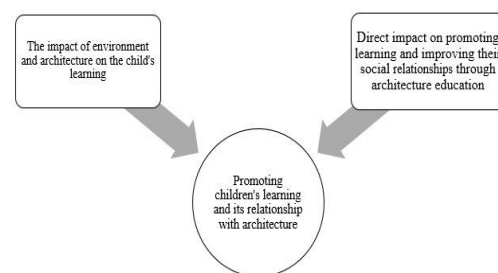 The impact of environment
and architecture on the child's
learning
Direct impact on promoting
learning and improving their
social relationships through
architecture education
Promoting
children's learning
and its relationship
with architecture